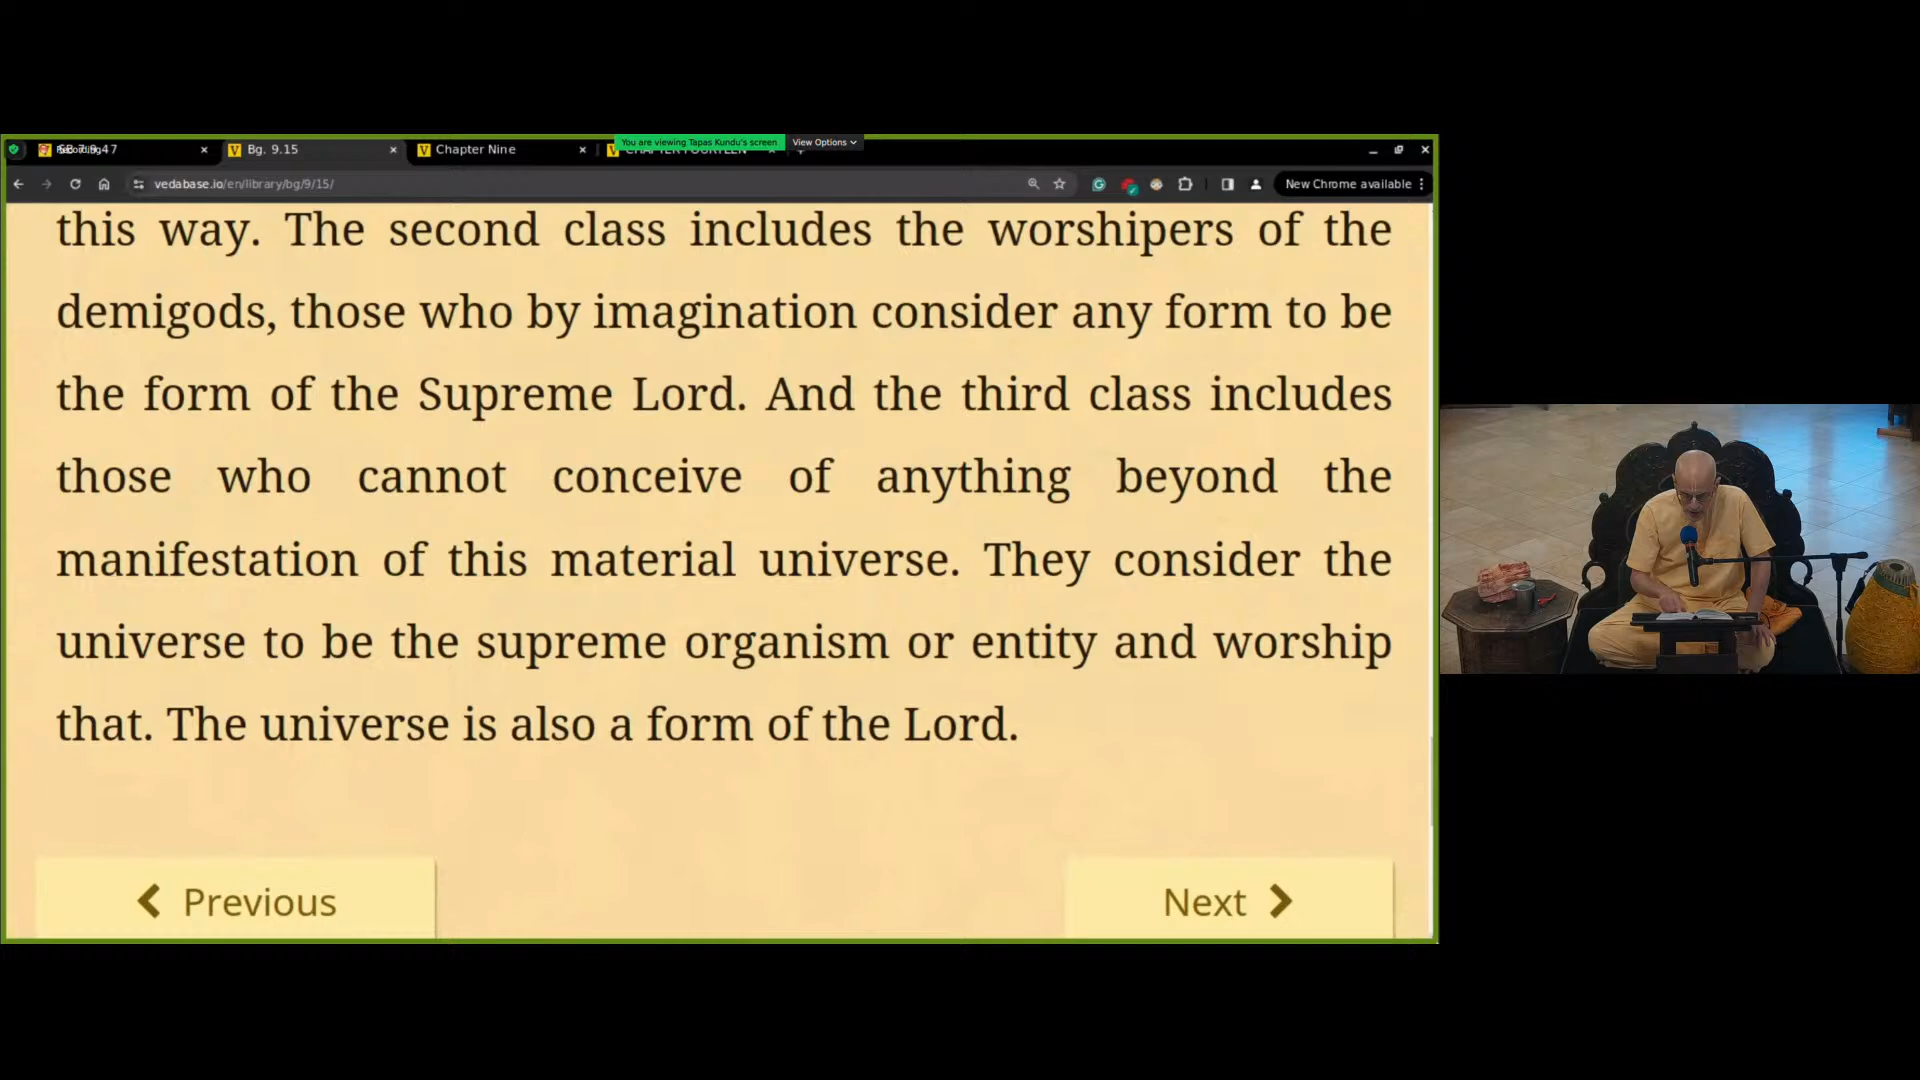 You are viewing Tapas Kundu's screen
View Options
Bg. 9.15
Chapter Nine
vedabase.io/en/library/bg/9/15/
New Chrome available
this way. The second class includes the worshipers of the
demigods, those who by imagination consider any form to be
the form of the Supreme Lord. And the third class includes
those who cannot conceive of anything beyond the
manifestation of this material universe. They consider the
universe to be the supreme organism or entity and worship
that. The universe is also a form of the Lord.
Previous
Next